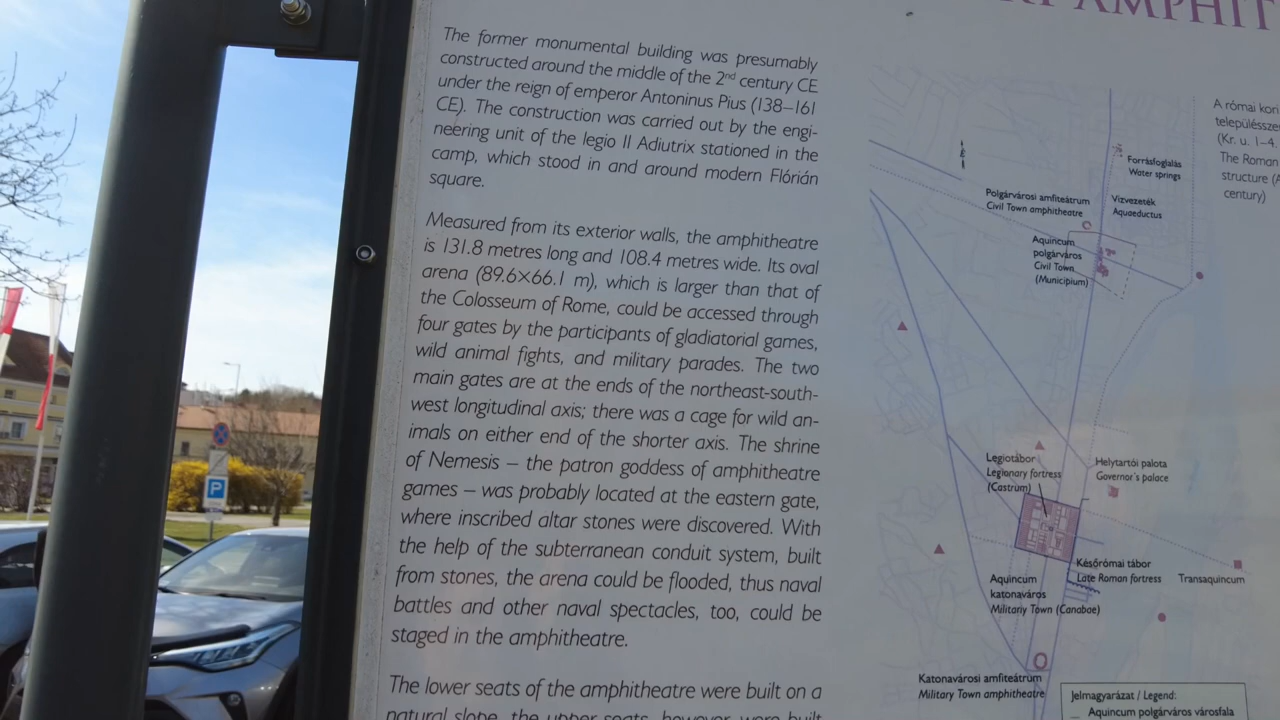 AMPHIT
The former monumental building was presumably
constructed around the middle of the 2nd century CE
under the reign of emperor Antoninus Pius (138–161
CE). The construction was carried out by the engi-
neering unit of the legio II Adiutrix stationed in the
camp, which stood in and around modern Flórián
square.
Measured from its exterior walls, the amphitheatre
is 131.8 metres long and 108.4 metres wide. Its oval
arena (89.6×66.1 m), which is larger than that of
the Colosseum of Rome, could be accessed through
four gates by the participants of gladiatorial games,
wild animal fights, and military parades. The two
main gates are at the ends of the northeast-south-
west longitudinal axis; there was a cage for wild an-
imals on either end of the shorter axis. The shrine
of Nemesis – the patron goddess of amphitheatre
games – was probably located at the eastern gate,
where inscribed altar stones were discovered. With
the help of the subterranean conduit system, built
from stones, the arena could be flooded, thus naval
battles and other naval spectacles, too, could be
staged in the amphitheatre.
The lower seats of the amphitheatre were built on a
natural slope, the upper seats, however, were built
A római kori
településsze
(Kr. u. 1–4.
The Roman
structure (
century)
Forrásfoglalás
Water springs
Polgárvárosi amfiteátrum
Civil Town amphitheatre
Vízvezeték
Aquaeductus
Aquincum
polgárváros
Civil Town
(Municipium)
Legiotábor
Legionary fortress
(Castrum)
Helytartói palota
Governor's palace
Későrómai tábor
Late Roman fortress
Transaquincum
Aquincum
katonaváros
Militariy Town (Canabae)
Katonavárosi amfiteátrum
Military Town amphitheatre
Jelmagyarázat / Legend:
Aquincum polgárváros városfala
P